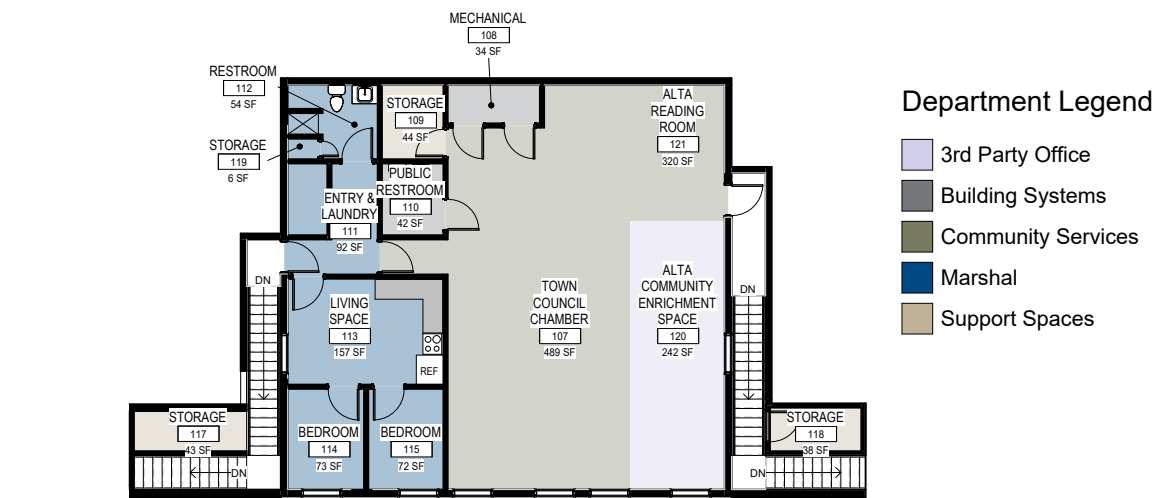 MECHANICAL
108
34 SF
RESTROOM
112
54 SF
STORAGE
119
6 SF
STORAGE
109
44 SF
ALTA
READING
ROOM
121
320 SF
PUBLIC
RESTROOM
110
42 SF
ENTRY &
LAUNDRY
111
92 SF
DN
LIVING
SPACE
113
157 SF
REF
TOWN
COUNCIL
CHAMBER
107
489 SF
ALTA
COMMUNITY
ENRICHMENT
SPACE
120
242 SF
DN
STORAGE
117
43 SF
DN
BEDROOM
114
73 SF
BEDROOM
115
72 SF
STORAGE
118
38 SF
DN
Department Legend
3rd Party Office
Building Systems
Community Services
Marshal
Support Spaces